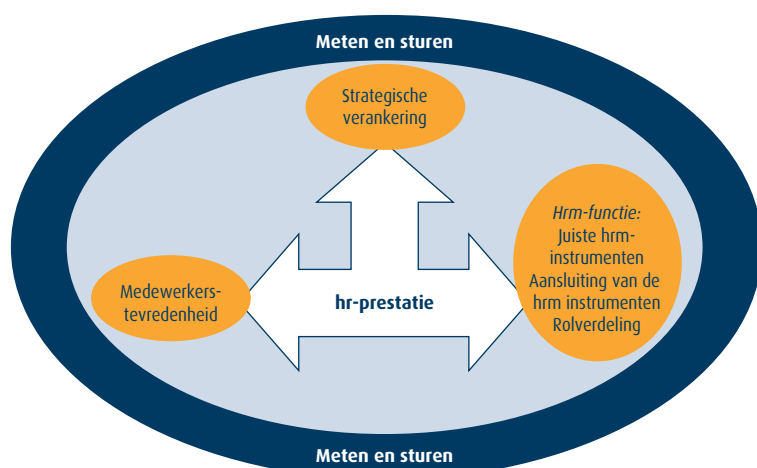 Meten en sturen
Strategische
verankering
Hrm-functie:
Juiste hrm-
instrumenten
Aansluiting van de
hrm instrumenten
Rolverdeling
Medewerkers-
tevredenheid
hr-prestatie
Meten en sturen